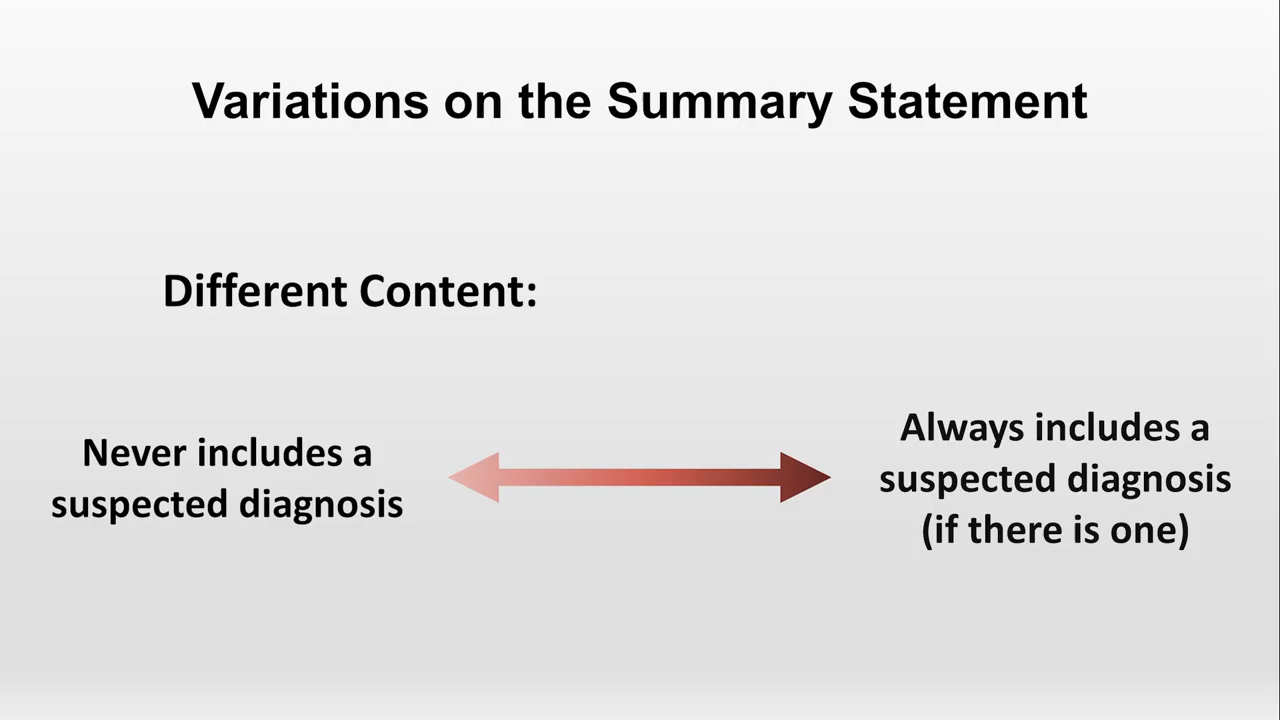 Variations on the Summary Statement
Different Content:
Never includes a
suspected diagnosis
Always includes a
suspected diagnosis
(if there is one)